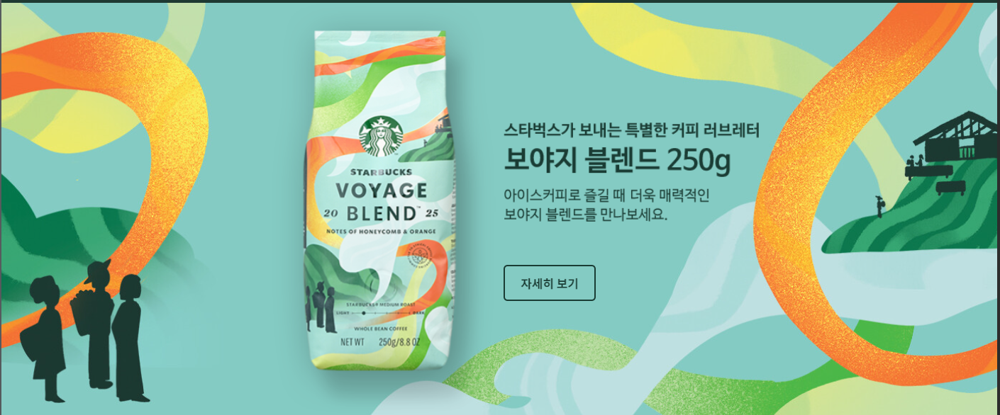 STARBUCKS
VOYAGE
20 BLEND™ 25
NOTES OF HONEYCOMB & ORANGE
STARBUCKS® MEDIUM ROAST
LIGHT DARK
WHOLE BEAN COFFEE
NET WT 250g/8.8 OZ
스타벅스가 보내는 특별한 커피 러브레터
보야지 블렌드 250g
아이스커피로 즐길 때 더욱 매력적인
보야지 블렌드를 만나보세요.
자세히 보기